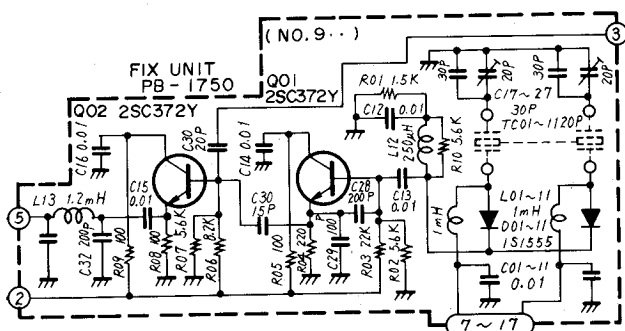 (NO.9··)
3
FIX UNIT
PB-1750
Q01
2SC372Y
Q02 2SC372Y
R01 1.5K
C12 0.01
30P
20P
30P
20P
C17~27
30P
TC01~11 20P
C16 0.01
C30
20P
C14 0.01
L12
250μH
R10 5.6K
L13 1.2mH
C15
0.01
C30
15P
C28
200P
C13
0.01
1mH
L01~11
1mH
D01~11
1S1555
5
C32 200P
R09 100
R08 100
R07 5.6K
R06 8.2K
R05 100
R04 220
P
C29 100
R03 22K
R02 5.6K
C01~11
0.01
2
7~17